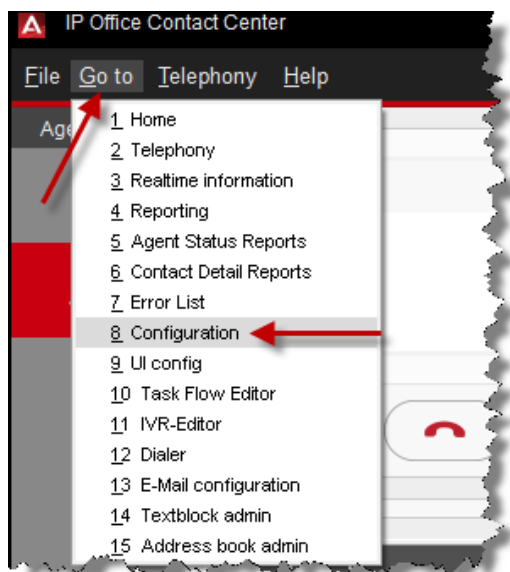 IP Office Contact Center
File Go to Telephony Help
Age
1 Home
2 Telephony
3 Realtime information
4 Reporting
5 Agent Status Reports
6 Contact Detail Reports
7 Error List
8 Configuration
9 UI config
10 Task Flow Editor
11 IVR-Editor
12 Dialer
13 E-Mail configuration
14 Textblock admin
15 Address book admin